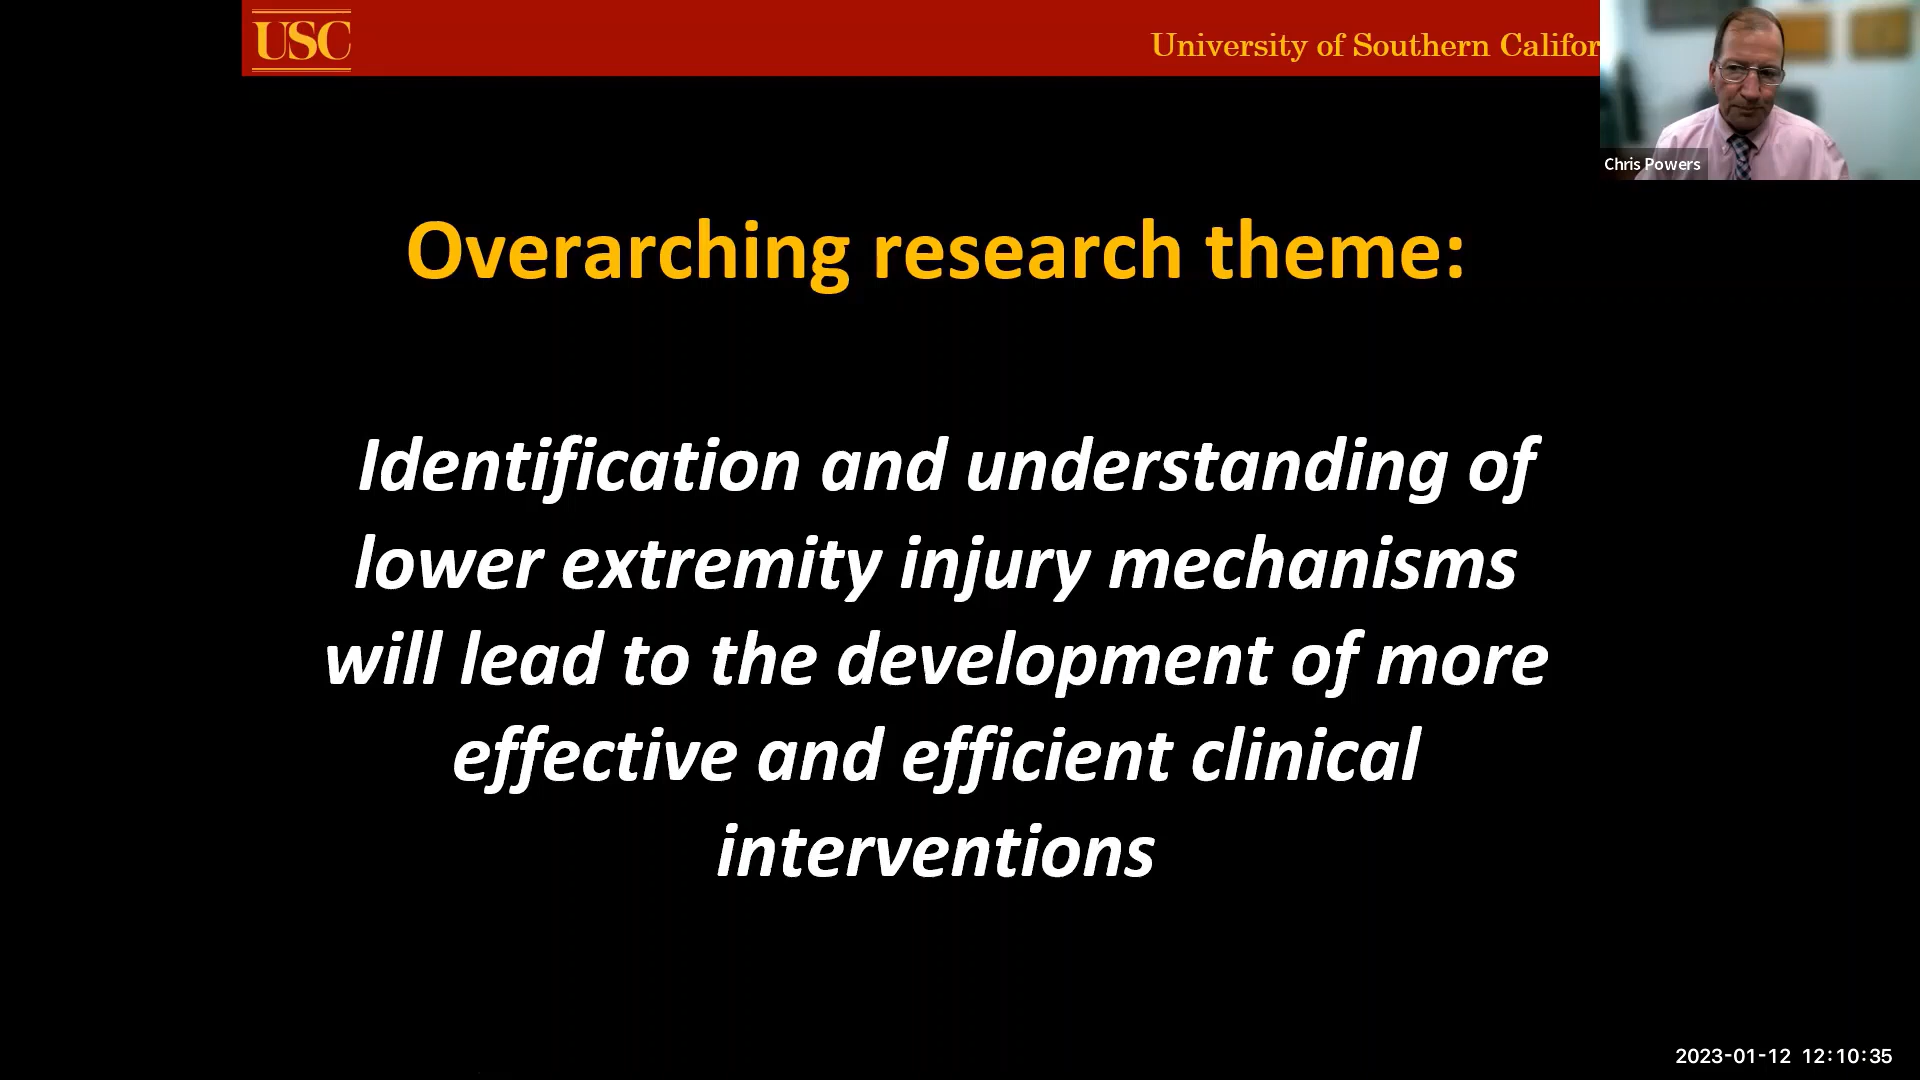 USC
University of Southern Califor
Chris Powers
Overarching research theme:
Identification and understanding of
lower extremity injury mechanisms
will lead to the development of more
effective and efficient clinical
interventions
2023-01-12 12:10:35